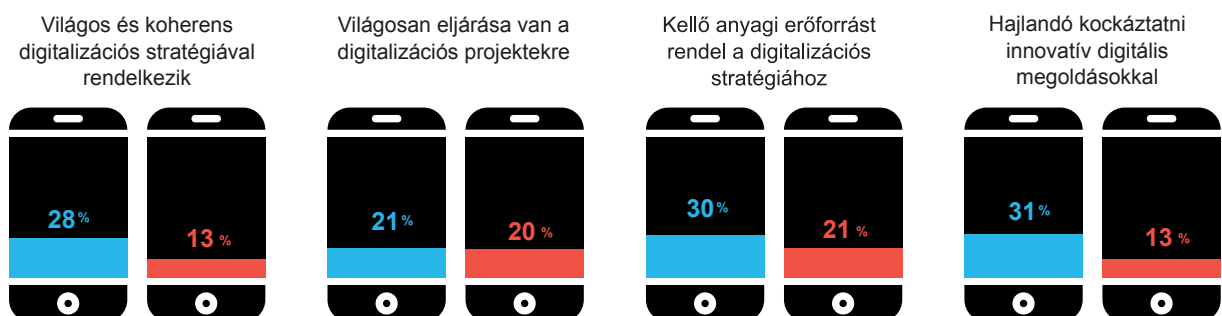 Világos és koherens
digitalizációs stratégiával
rendelkezik
Világosan eljárása van a
digitalizációs projektekre
Kellő anyagi erőforrást
rendel a digitalizációs
stratégiához
Hajlandó kockáztatni
innovatív digitális
megoldásokkal
28 %
13 %
21 %
20 %
30 %
21 %
31 %
13 %